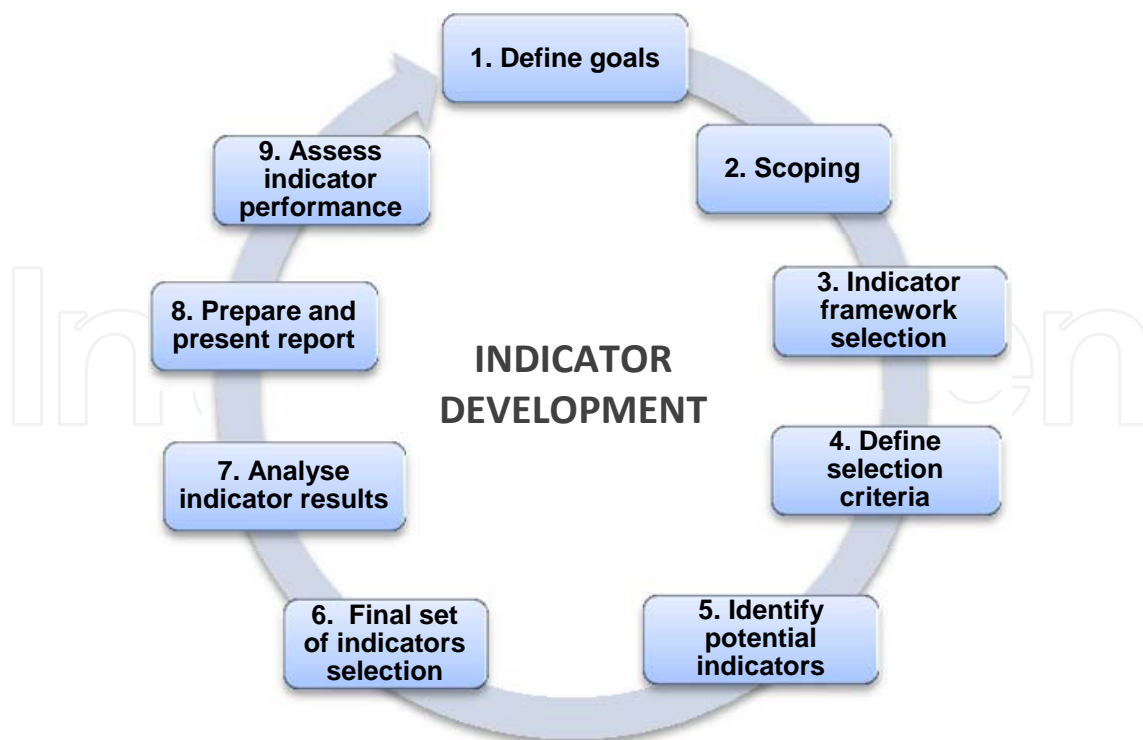 1. Define goals
2. Scoping
3. Indicator
framework
selection
4. Define
selection
criteria
5. Identify
potential
indicators
6. Final set
of indicators
selection
7. Analyse
indicator results
8. Prepare and
present report
9. Assess
indicator
performance
INDICATOR
DEVELOPMENT